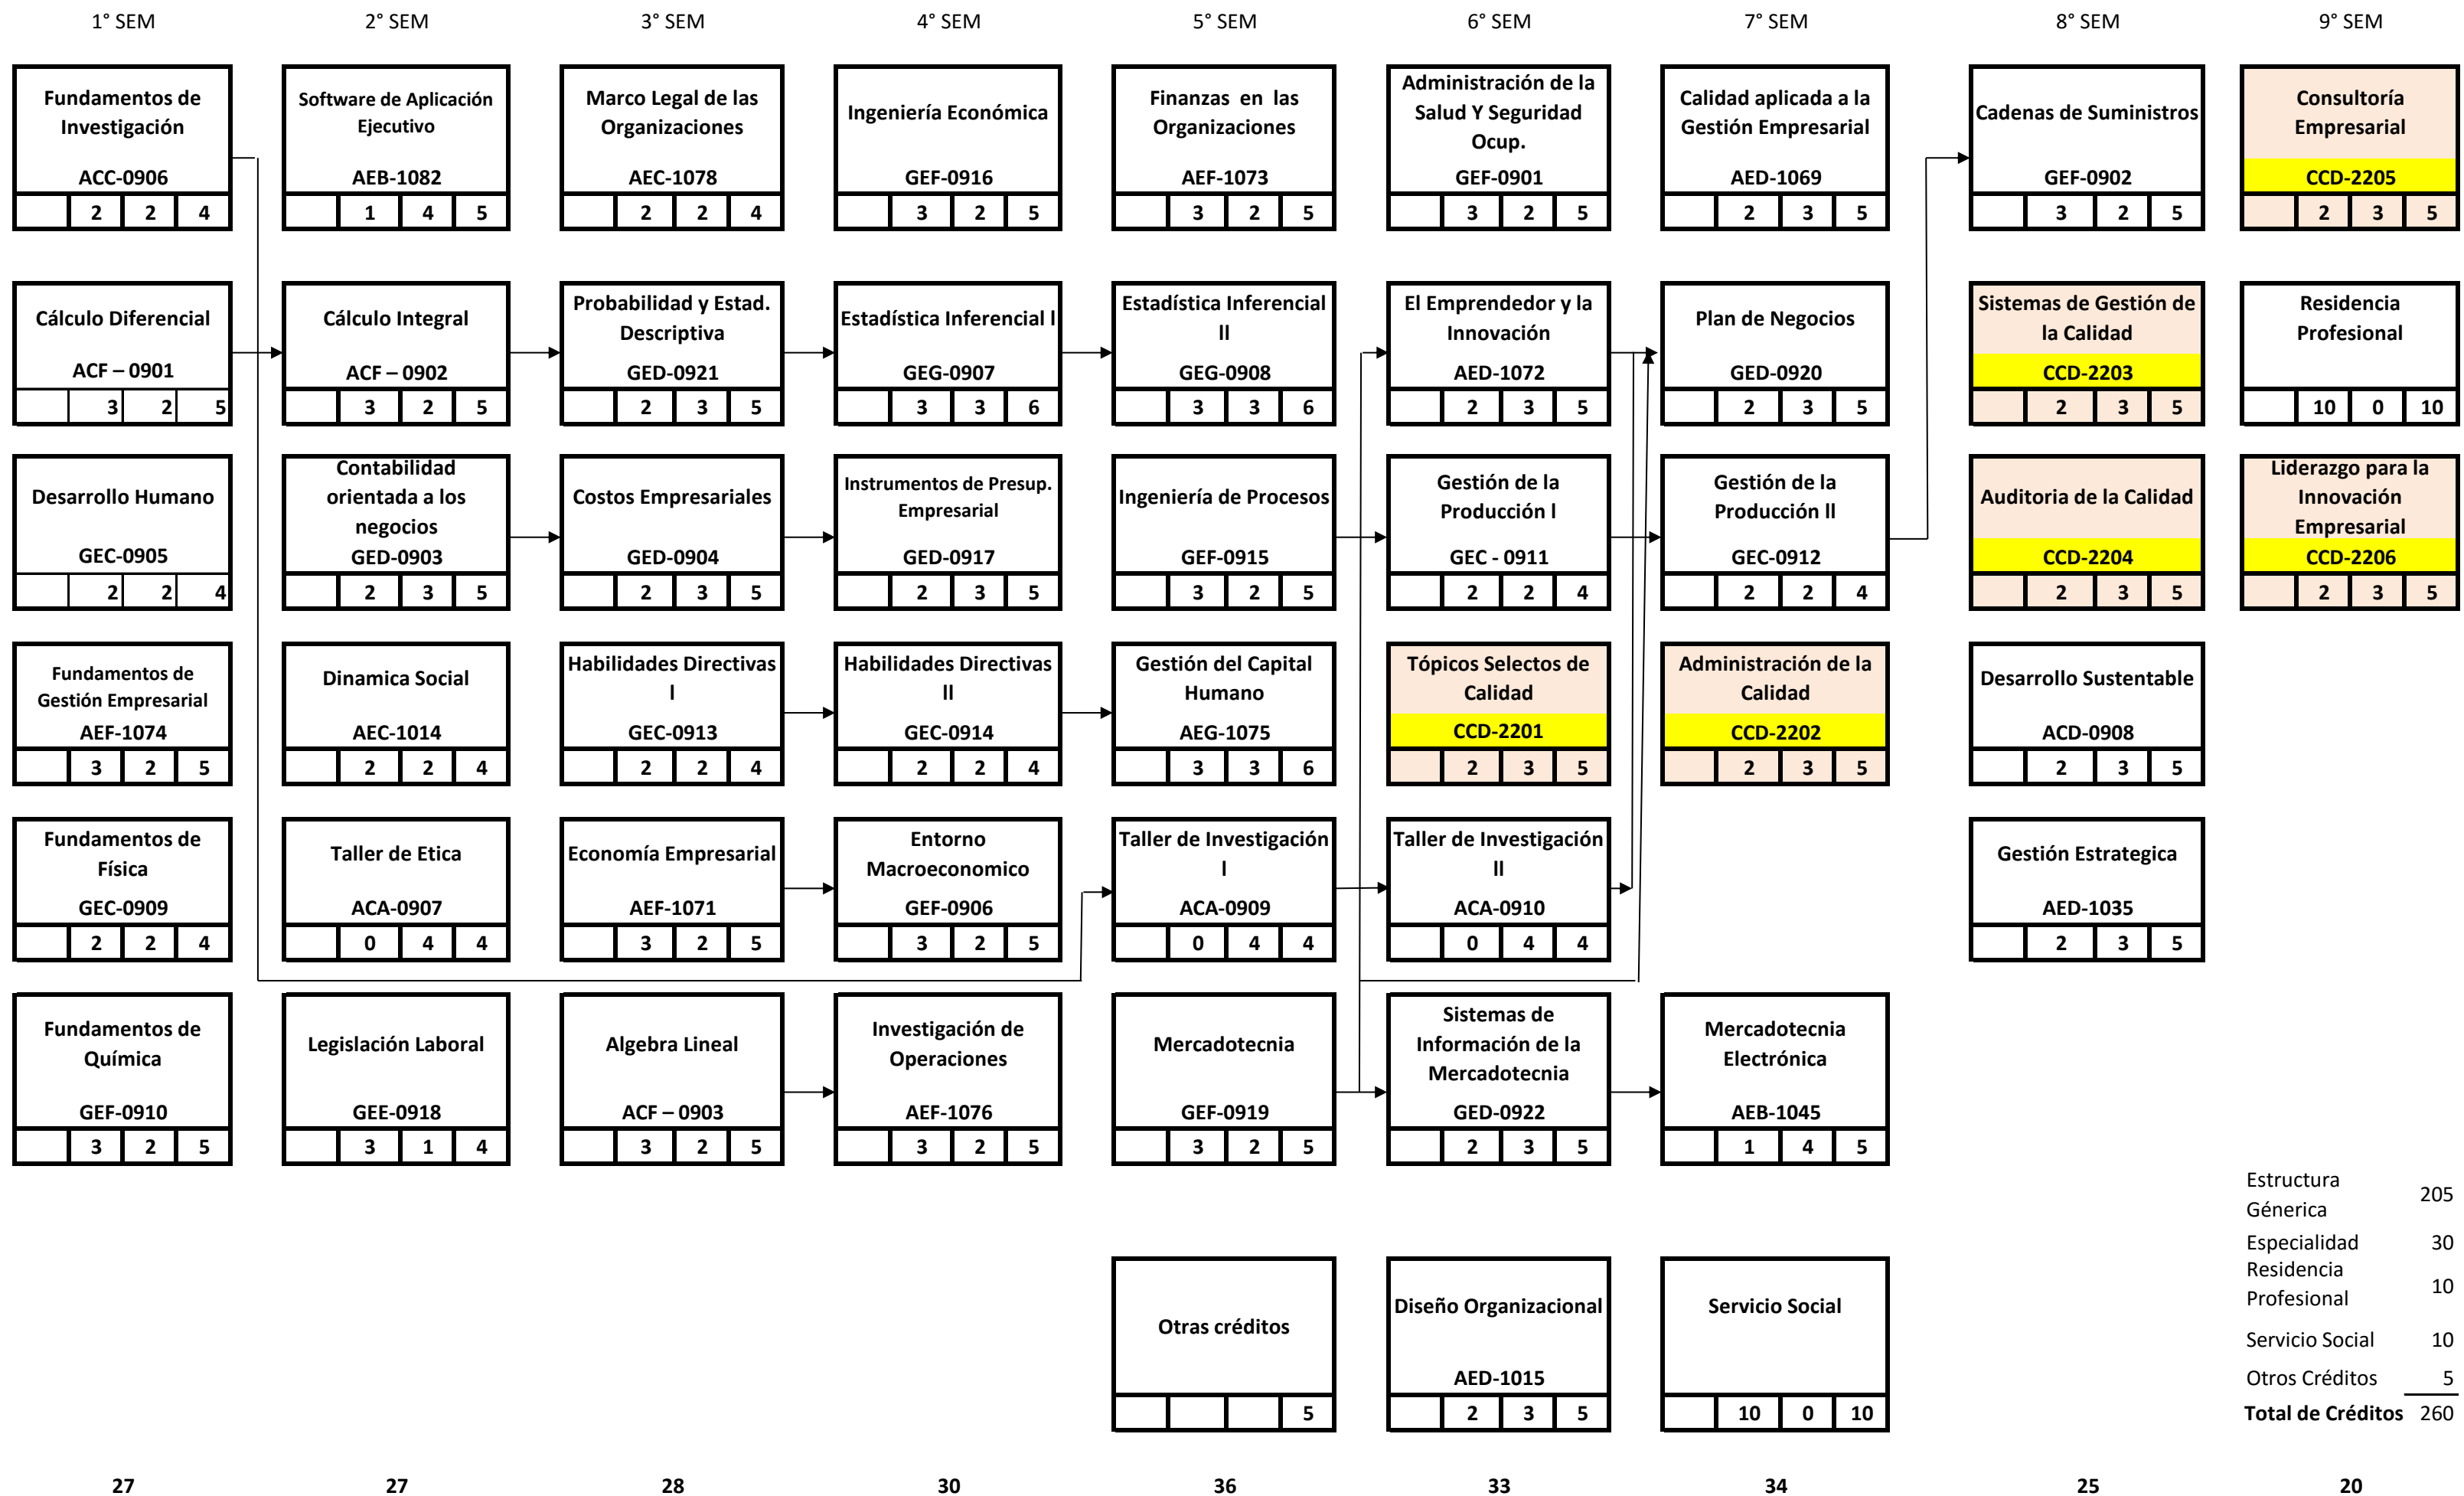 1° SEM 2° SEM 3° SEM 4° SEM 5° SEM 6° SEM 7° SEM 8° SEM 9° SEM
Fundamentos de
Investigación
ACC-0906
2 2 4
Software de Aplicación
Ejecutivo
AEB-1082
1 4 5
Marco Legal de las
Organizaciones
AEC-1078
2 2 4
Ingeniería Económica
GEF-0916
3 2 5
Finanzas en las
Organizaciones
AEF-1073
3 2 5
Administración de la
Salud Y Seguridad
Ocup.
GEF-0901
3 2 5
Calidad aplicada a la
Gestión Empresarial
AED-1069
2 3 5
Cadenas de Suministros
GEF-0902
3 2 5
Consultoría
Empresarial
CCD-2205
2 3 5
Cálculo Diferencial
ACF – 0901
3 2 5
Cálculo Integral
ACF – 0902
3 2 5
Probabilidad y Estad.
Descriptiva
GED-0921
2 3 5
Estadística Inferencial l
GEG-0907
3 3 6
Estadística Inferencial
ll
GEG-0908
3 3 6
El Emprendedor y la
Innovación
AED-1072
2 3 5
Plan de Negocios
GED-0920
2 3 5
Sistemas de Gestión de
la Calidad
CCD-2203
2 3 5
Residencia
Profesional
10 0 10
Desarrollo Humano
GEC-0905
2 2 4
Contabilidad
orientada a los
negocios
GED-0903
2 3 5
Costos Empresariales
GED-0904
2 3 5
Instrumentos de Presup.
Empresarial
GED-0917
2 3 5
Ingeniería de Procesos
GEF-0915
3 2 5
Gestión de la
Producción l
GEC - 0911
2 2 4
Gestión de la
Producción ll
GEC-0912
2 2 4
Auditoria de la Calidad
CCD-2204
2 3 5
Liderazgo para la
Innovación
Empresarial
CCD-2206
2 3 5
Fundamentos de
Gestión Empresarial
AEF-1074
3 2 5
Dinamica Social
AEC-1014
2 2 4
Habilidades Directivas
l
GEC-0913
2 2 4
Habilidades Directivas
ll
GEC-0914
2 2 4
Gestión del Capital
Humano
AEG-1075
3 3 6
Tópicos Selectos de
Calidad
CCD-2201
2 3 5
Administración de la
Calidad
CCD-2202
2 3 5
Desarrollo Sustentable
ACD-0908
2 3 5
Fundamentos de
Física
GEC-0909
2 2 4
Taller de Etica
ACA-0907
0 4 4
Economía Empresarial
AEF-1071
3 2 5
Entorno
Macroeconomico
GEF-0906
3 2 5
Taller de Investigación
l
ACA-0909
0 4 4
Taller de Investigación
ll
ACA-0910
0 4 4
Gestión Estrategica
AED-1035
2 3 5
Fundamentos de
Química
GEF-0910
3 2 5
Legislación Laboral
GEE-0918
3 1 4
Algebra Lineal
ACF – 0903
3 2 5
Investigación de
Operaciones
AEF-1076
3 2 5
Mercadotecnia
GEF-0919
3 2 5
Sistemas de
Información de la
Mercadotecnia
GED-0922
2 3 5
Mercadotecnia
Electrónica
AEB-1045
1 4 5
Otras créditos
5
Diseño Organizacional
AED-1015
2 3 5
Servicio Social
10 0 10
Estructura
Génerica 205
Especialidad 30
Residencia
Profesional 10
Servicio Social 10
Otros Créditos 5
Total de Créditos 260
27 27 28 30 36 33 34 25 20